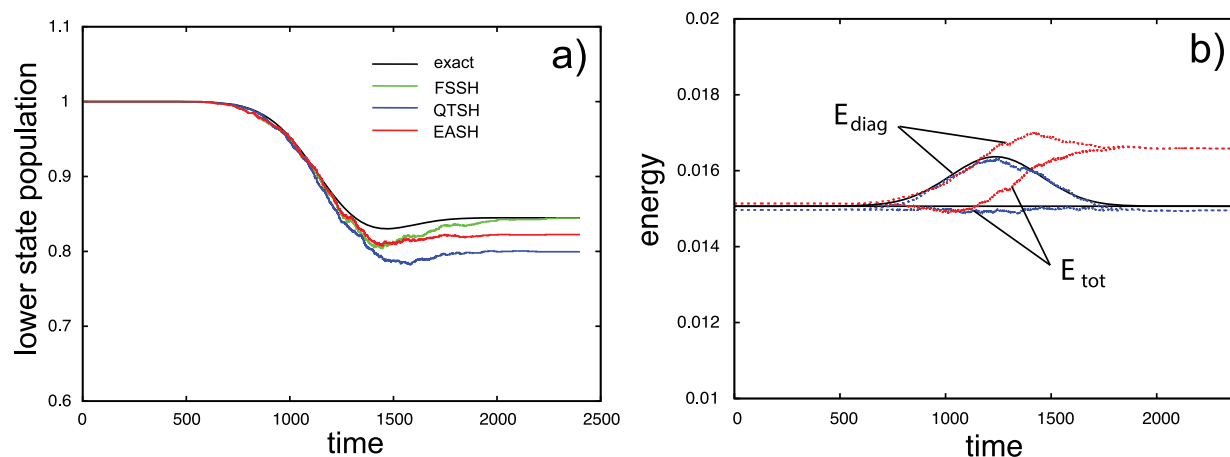 a)
1.1
1
0.9
0.8
0.7
0.6
lower state population
exact
FSSH
QTSH
EASH
0 500 1000 1500 2000 2500
time
b)
0.02
0.018
0.016
0.014
0.012
0.01
energy
E diag
E tot
0 500 1000 1500 2000
time